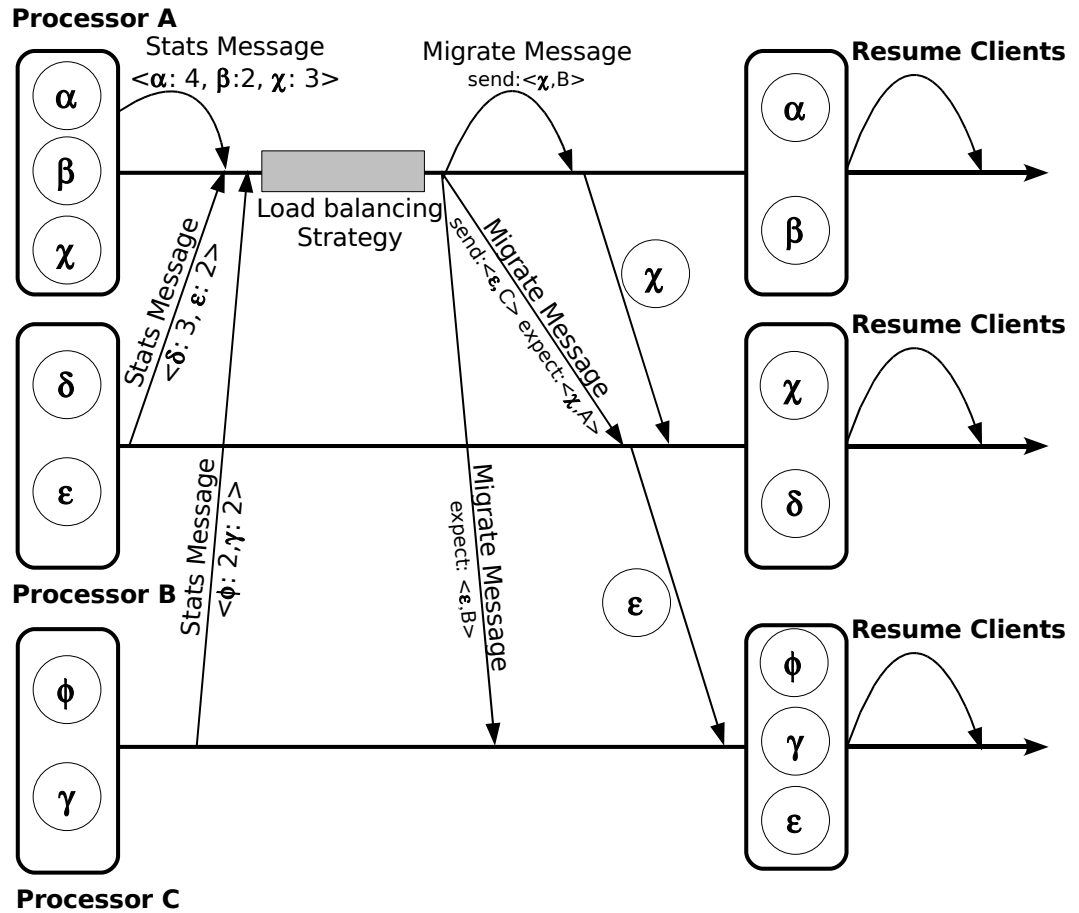 Processor A
Stats Message
<α: 4, β:2, χ: 3>
Migrate Message
send:<χ,B>
Resume Clients
α
β
χ
Load balancing
Strategy
α
β
Stats Message
<δ: 3, ε: 2>
Migrate Message
send:<ε,C> expect:<χ,A>
χ
Resume Clients
δ
ε
χ
δ
Processor B
Stats Message
<ϕ: 2,γ: 2>
Migrate Message
expect: <ε,B>
ε
Resume Clients
ϕ
γ
ϕ
γ
ε
Processor C